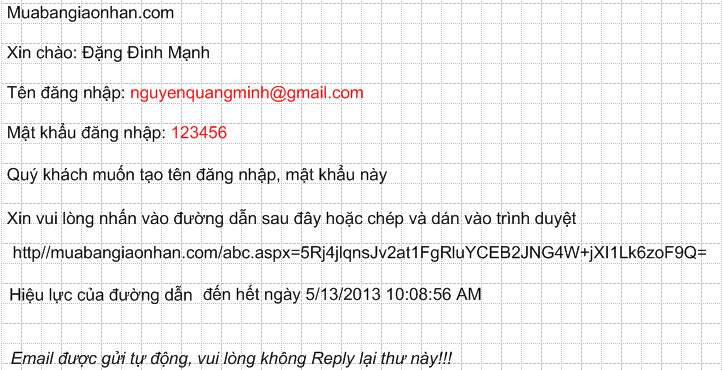 Muabangiaonhan.com
Xin chào: Đặng Đình Mạnh
Tên đăng nhập: nguyenquangminh@gmail.com
Mật khẩu đăng nhập: 123456
Quý khách muốn tạo tên đăng nhập, mật khẩu này
Xin vui lòng nhấn vào đường dẫn sau đây hoặc chép và dán vào trình duyệt
http//muabangiaonhan.com/abc.aspx=5Rj4jlqnsJv2at1FgRluYCEB2JNG4W+jXI1Lk6zoF9Q=
Hiệu lực của đường dẫn đến hết ngày 5/13/2013 10:08:56 AM
Email được gửi tự động, vui lòng không Reply lại thư này!!!